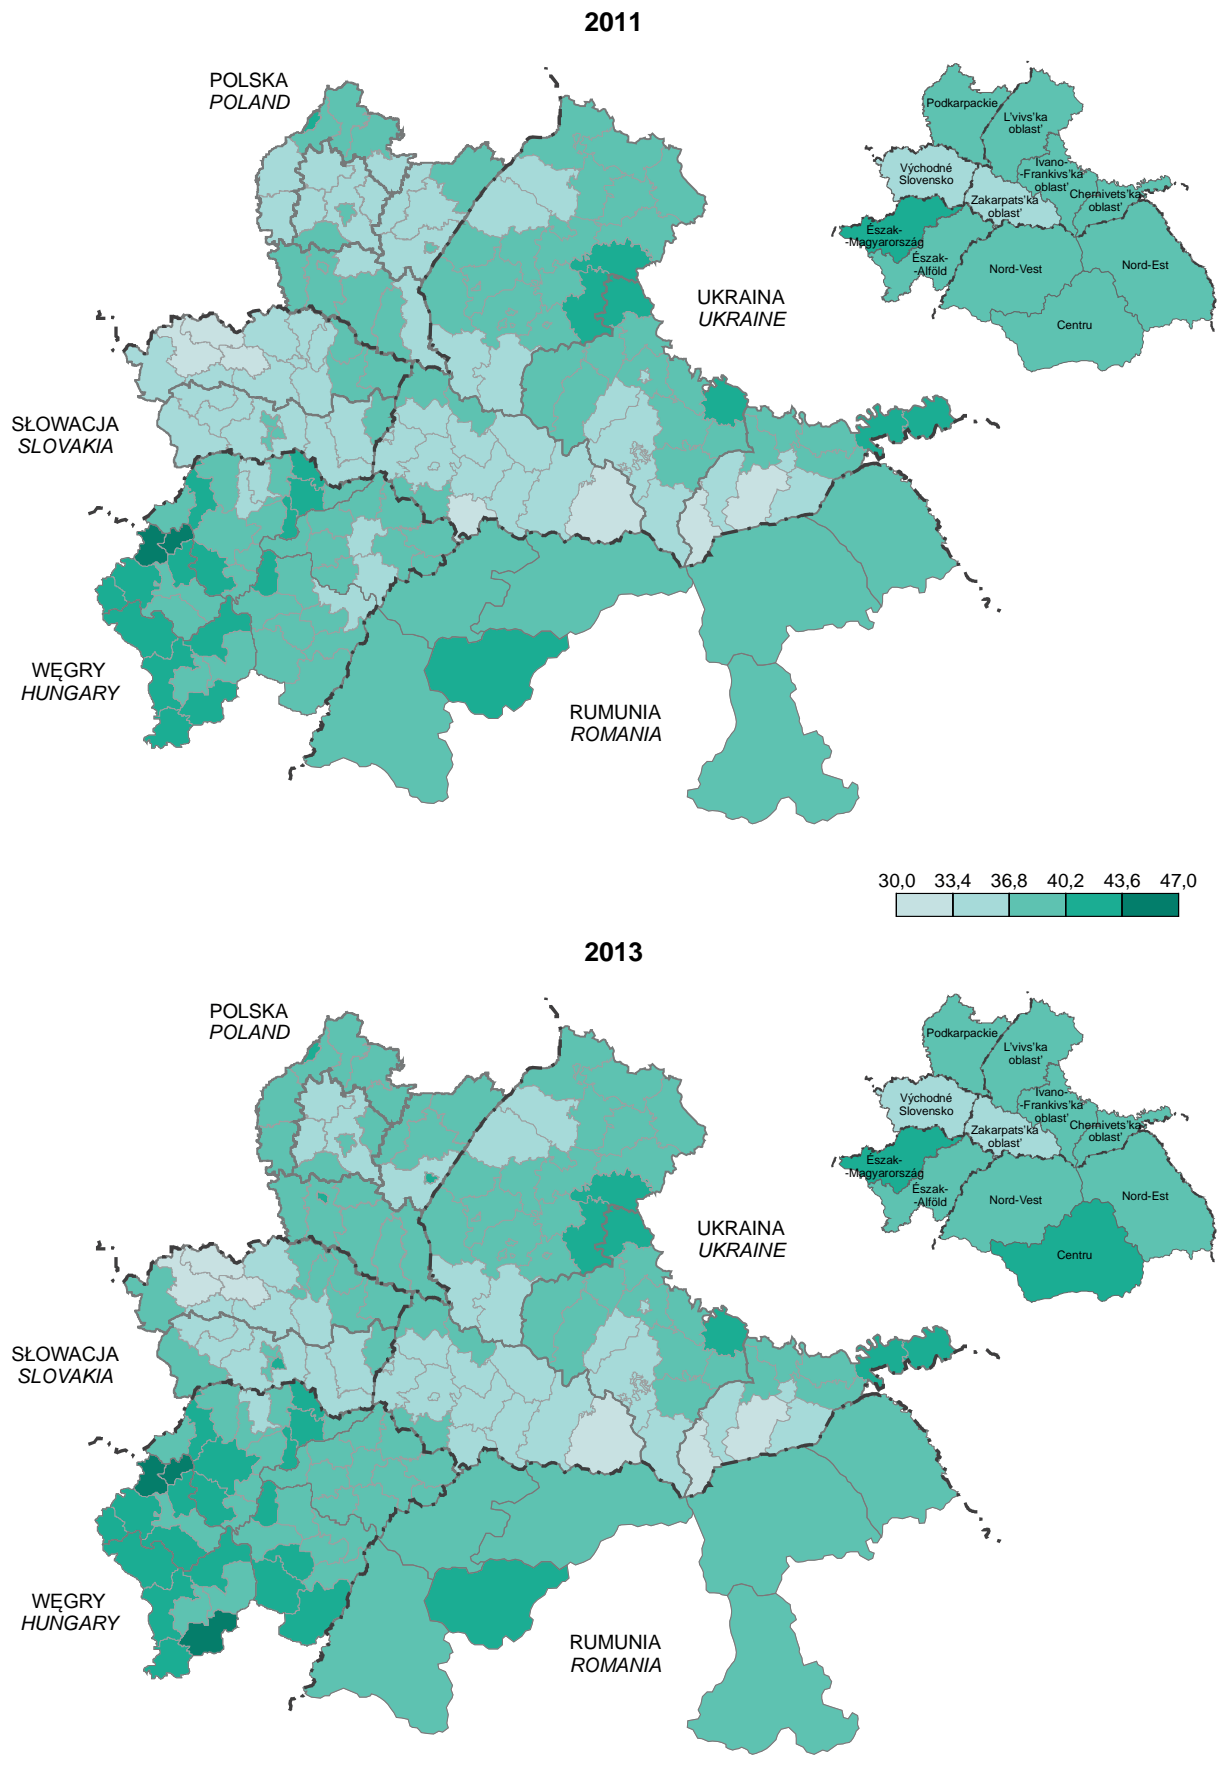 2011
POLSKA
POLAND
UKRAINA
UKRAINE
SŁOWACJA
SLOVAKIA
WĘGRY
HUNGARY
RUMUNIA
ROMANIA
Podkarpackie
L'vivs'ka
oblast'
Ivano-
-Frankivs'ka
oblast'
Východné
Slovensko
Chernivets'ka
oblast'
Zakarpats'ka
oblast'
Észak-
-Magyarország
Észak-
-Alföld
Nord-Vest
Nord-Est
Centru
30,0 33,4 36,8 40,2 43,6 47,0
2013
POLSKA
POLAND
UKRAINA
UKRAINE
SŁOWACJA
SLOVAKIA
WĘGRY
HUNGARY
RUMUNIA
ROMANIA
Podkarpackie
L'vivs'ka
oblast'
Ivano-
-Frankivs'ka
oblast'
Východné
Slovensko
Chernivets'ka
oblast'
Zakarpats'ka
oblast'
Észak-
-Magyarország
Észak-
-Alföld
Nord-Vest
Nord-Est
Centru